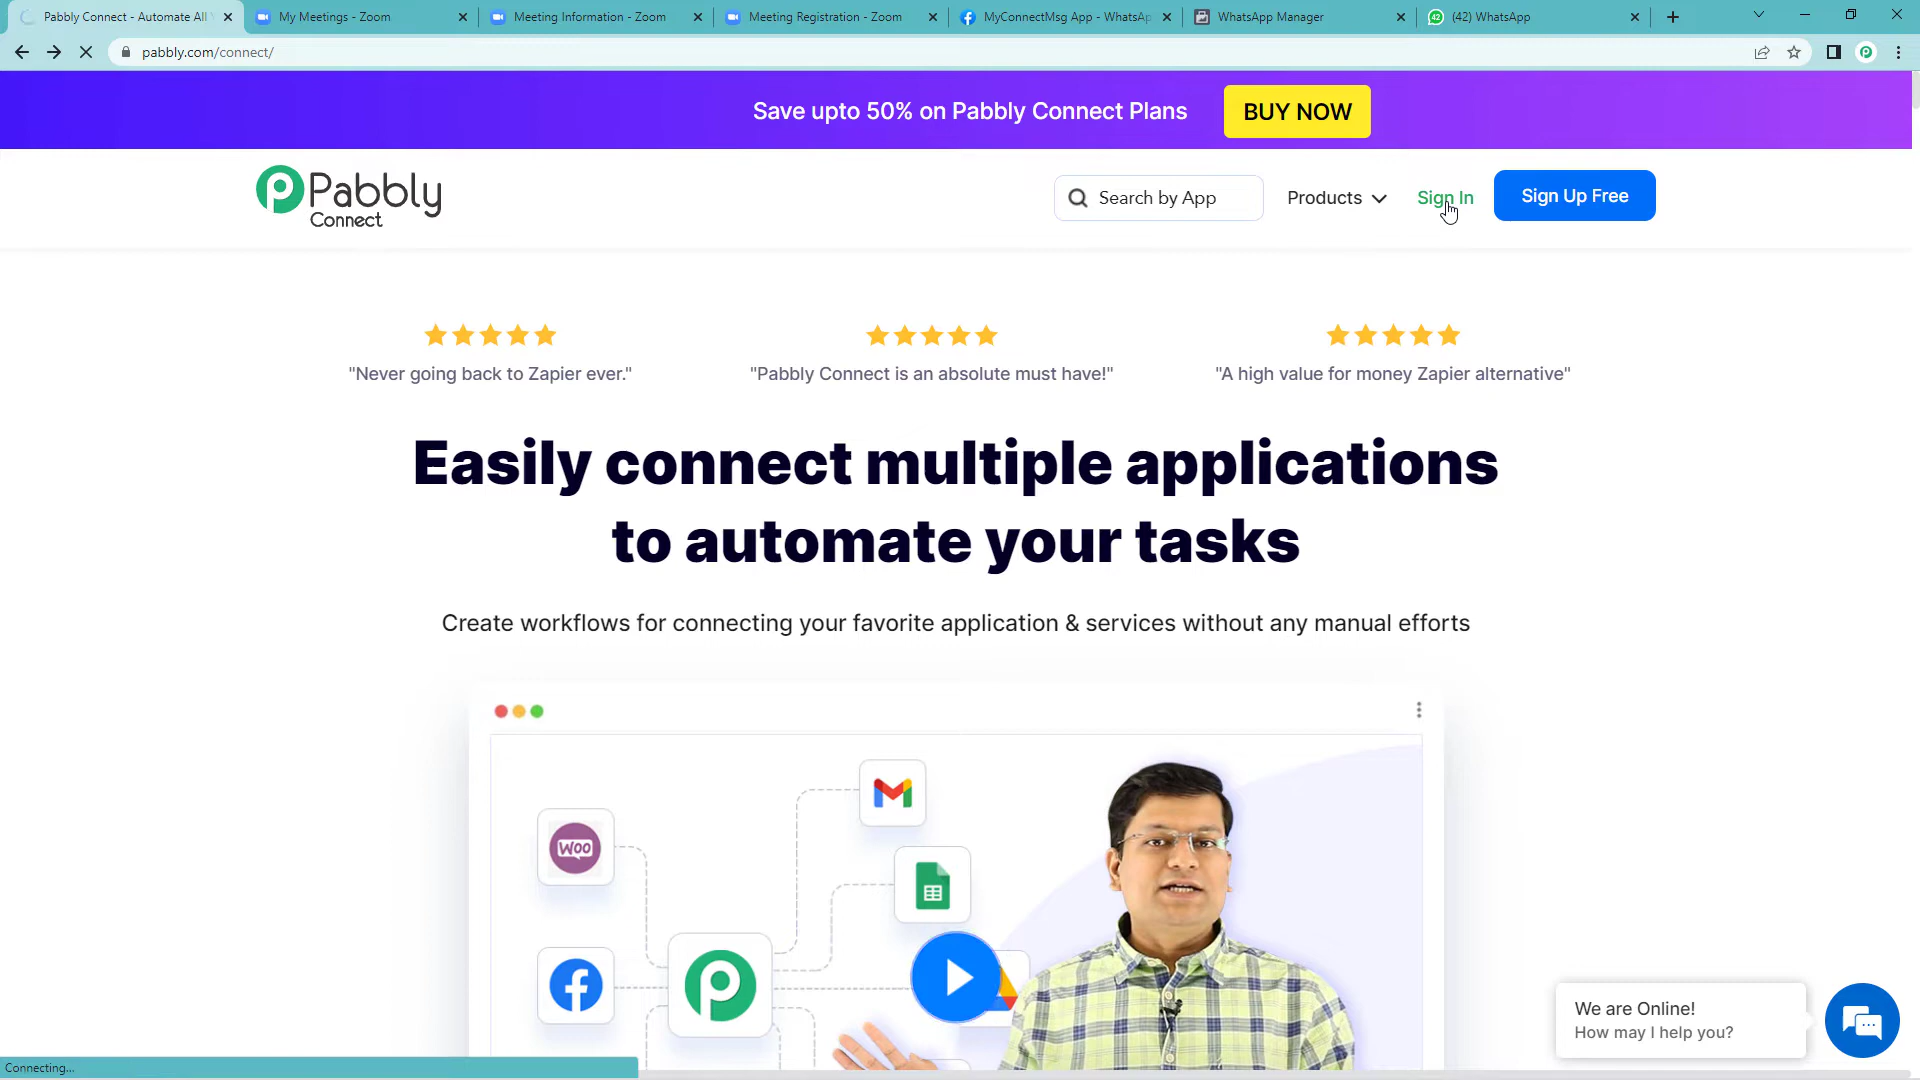 Pabbly Connect - Automate All
My Meetings - Zoom
Meeting Information - Zoom
Meeting Registration - Zoom
MyConnectMsg App - WhatsAp
WhatsApp Manager
42
(42) WhatsApp
pabbly.com/connect/
Save upto 50% on Pabbly Connect Plans
BUY NOW
Pabbly
Connect
Search by App
Products
Sign In
Sign Up Free
"Never going back to Zapier ever."
"Pabbly Connect is an absolute must have!"
"A high value for money Zapier alternative"
Easily connect multiple applications
to automate your tasks
Create workflows for connecting your favorite application & services without any manual efforts
WOO
We are Online!
How may I help you?
Connecting...